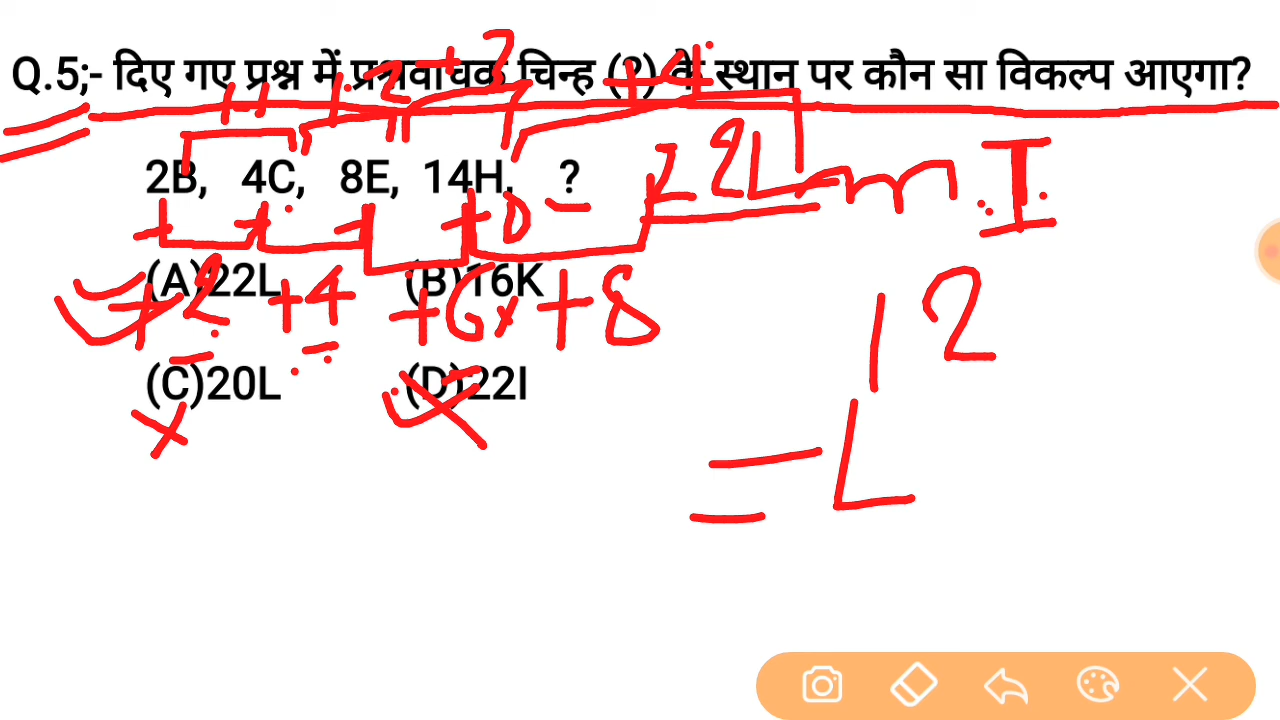 Q.5;- दिए गए प्रश्न में प्रश्नवाचक चिन्ह (?) के स्थान पर कौन सा विकल्प आएगा?
+1 +2 +3 +4
2B, 4C, 8E, 14H, ? = 22L I
(A)22L (B)16K
+2 +4 +6 +8
12
(C)20L (D)22I
= L